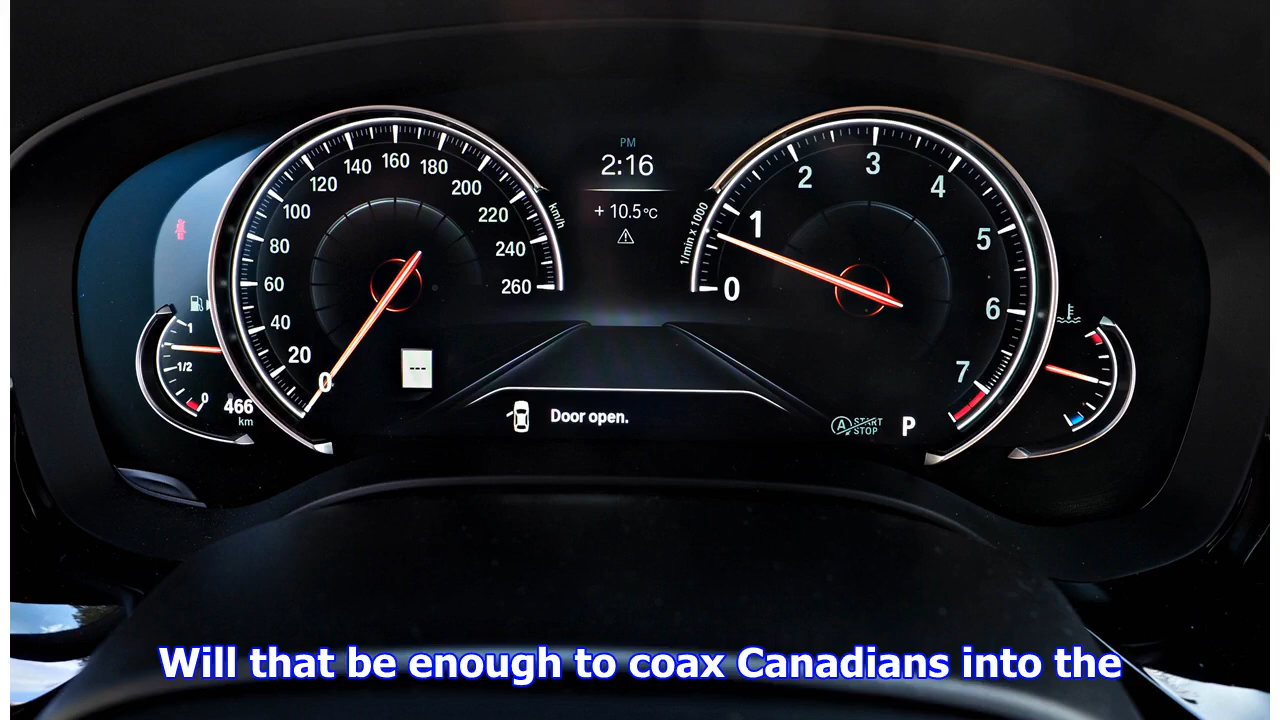 PM
2:16
+ 10.5°C
0
20
40
60
80
100
120
140
160
180
200
220
240
260
km/h
1/min x 1000
0
1
2
3
4
5
6
7
1
1/2
0
466
km
---
Door open.
A START
STOP
P
Will that be enough to coax Canadians into the